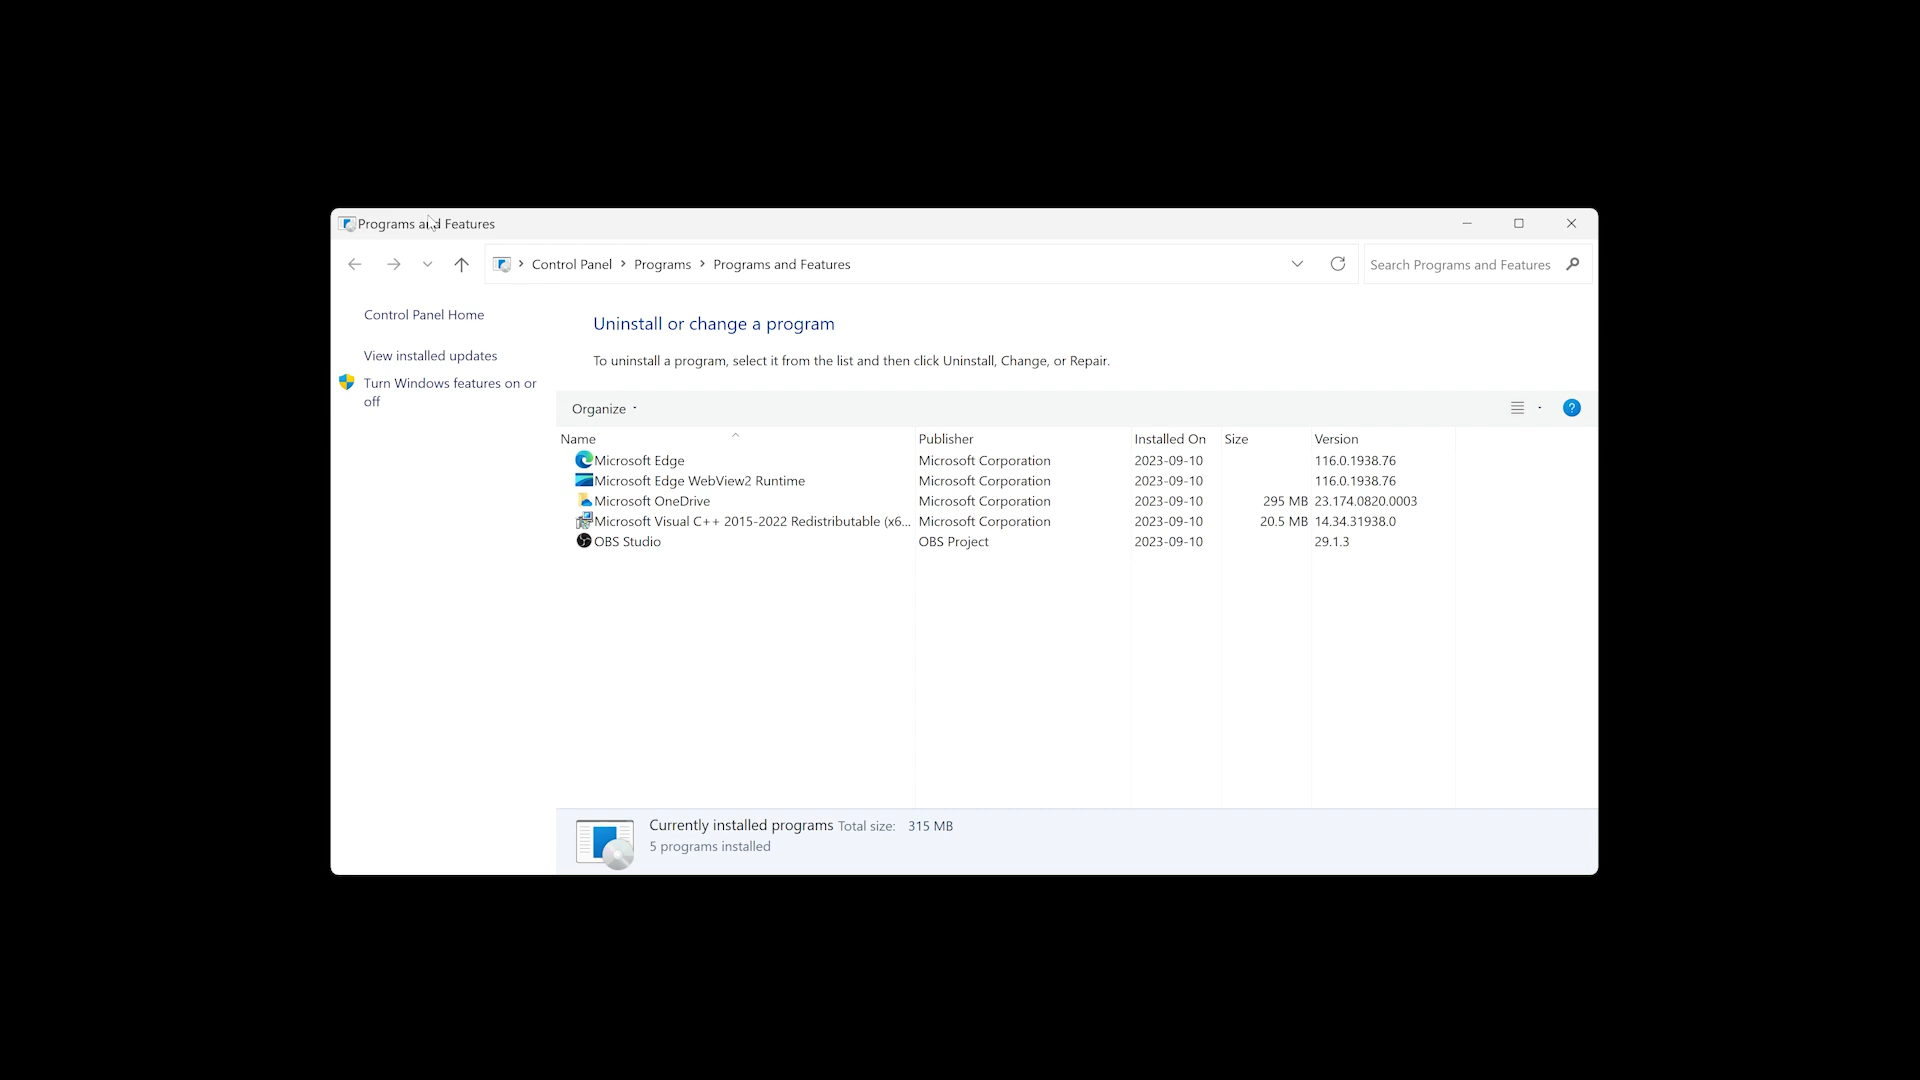 Programs and Features
Control Panel > Programs > Programs and Features
Search Programs and Features
Control Panel Home
View installed updates
Turn Windows features on or
off
Uninstall or change a program
To uninstall a program, select it from the list and then click Uninstall, Change, or Repair.
Organize
?
Name Publisher Installed On Size Version
Microsoft Edge Microsoft Corporation 2023-09-10 116.0.1938.76
Microsoft Edge WebView2 Runtime Microsoft Corporation 2023-09-10 116.0.1938.76
Microsoft OneDrive Microsoft Corporation 2023-09-10 295 MB 23.174.0820.0003
Microsoft Visual C++ 2015-2022 Redistributable (x6... Microsoft Corporation 2023-09-10 20.5 MB 14.34.31938.0
OBS Studio OBS Project 2023-09-10 29.1.3
Currently installed programs Total size: 315 MB
5 programs installed